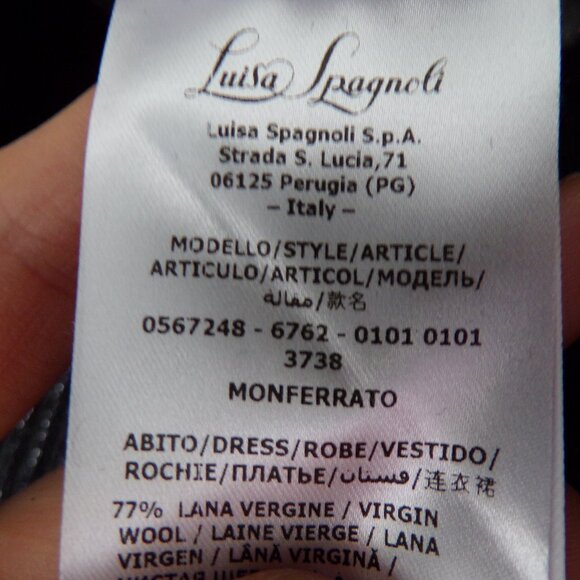 Luisa Spagnoli
Luisa Spagnoli S.p.A.
Strada S. Lucia,71
06125 Perugia (PG)
– Italy –
MODELLO/STYLE/ARTICLE/
ARTICULO/ARTICOL/МОДЕЛЬ/
مقالة/款名
0567248 - 6762 - 0101 0101
3738
MONFERRATO
ABITO/DRESS/ROBE/VESTIDO/
ROCHIE/ПЛАТЬЕ/فستان/连衣裙
77% LANA VERGINE / VIRGIN
WOOL / LAINE VIERGE / LANA
VIRGEN / LÂNĂ VIRGINĂ /